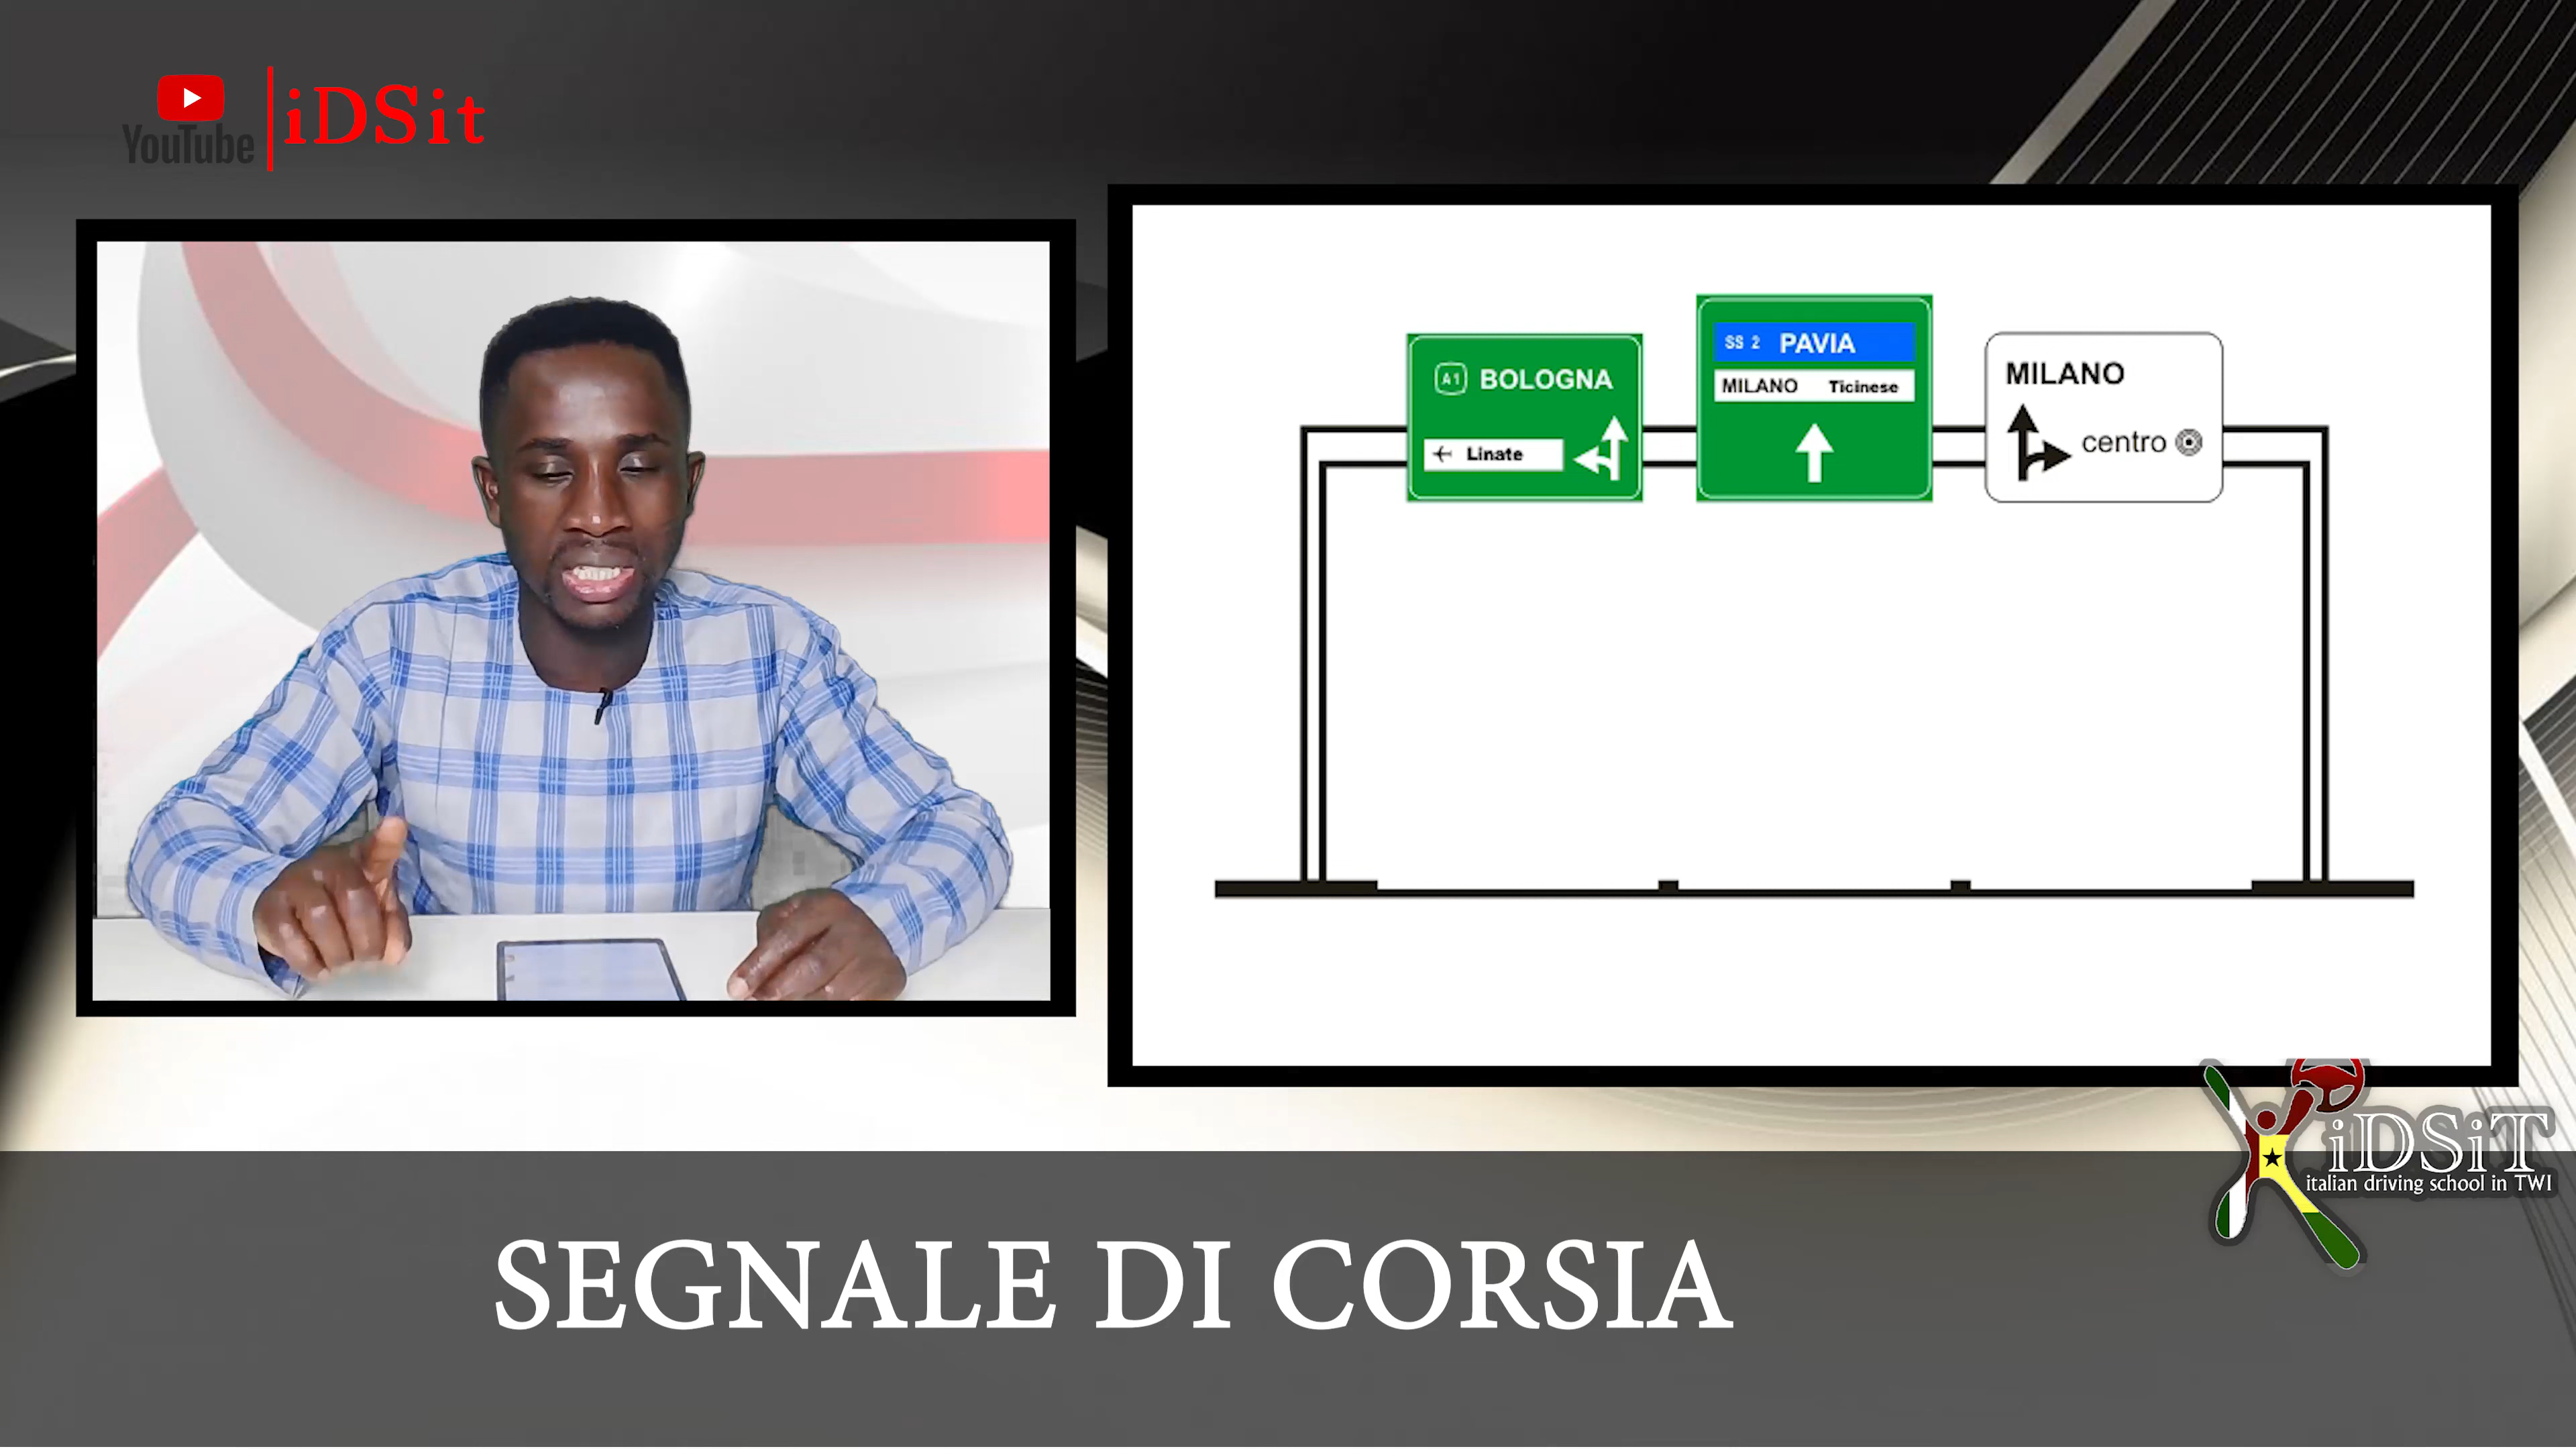 YouTube
iDSit
A1 BOLOGNA
Linate
SS 2 PAVIA
MILANO Ticinese
MILANO
centro
iDSiT
italian driving school in TWI
SEGNALE DI CORSIA